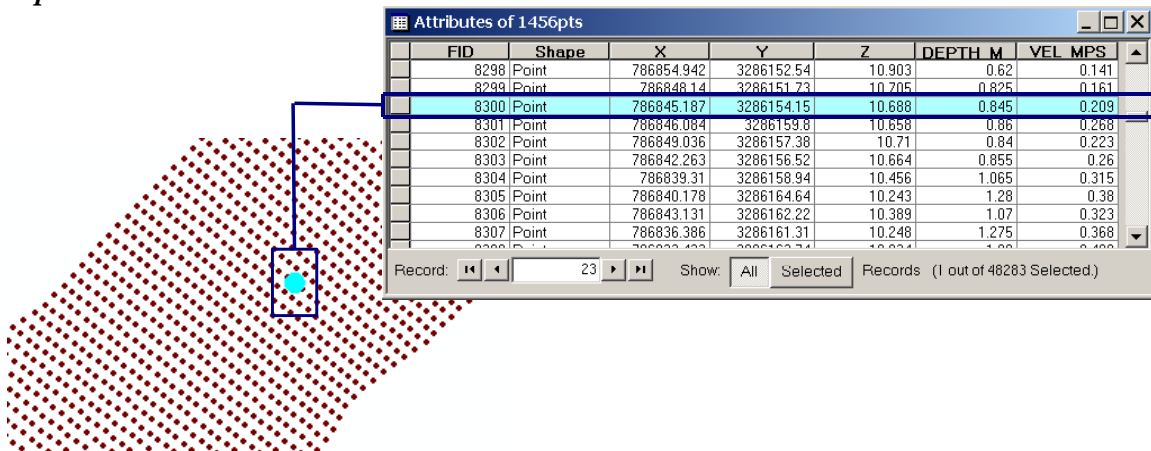 Attributes of 1456pts
FID Shape X Y Z DEPTH_M VEL_MPS
8298 Point 786854.942 3286152.54 10.903 0.62 0.141
8299 Point 786848.14 3286151.73 10.705 0.825 0.161
8300 Point 786845.187 3286154.15 10.688 0.845 0.209
8301 Point 786846.084 3286159.8 10.658 0.86 0.268
8302 Point 786849.036 3286157.38 10.71 0.84 0.223
8303 Point 786842.263 3286156.52 10.664 0.855 0.26
8304 Point 786839.31 3286158.94 10.456 1.065 0.315
8305 Point 786840.178 3286164.64 10.243 1.28 0.38
8306 Point 786843.131 3286162.22 10.389 1.07 0.323
8307 Point 786836.386 3286161.31 10.248 1.275 0.368
Record: 23 Show: All Selected Records (1 out of 48283 Selected.)